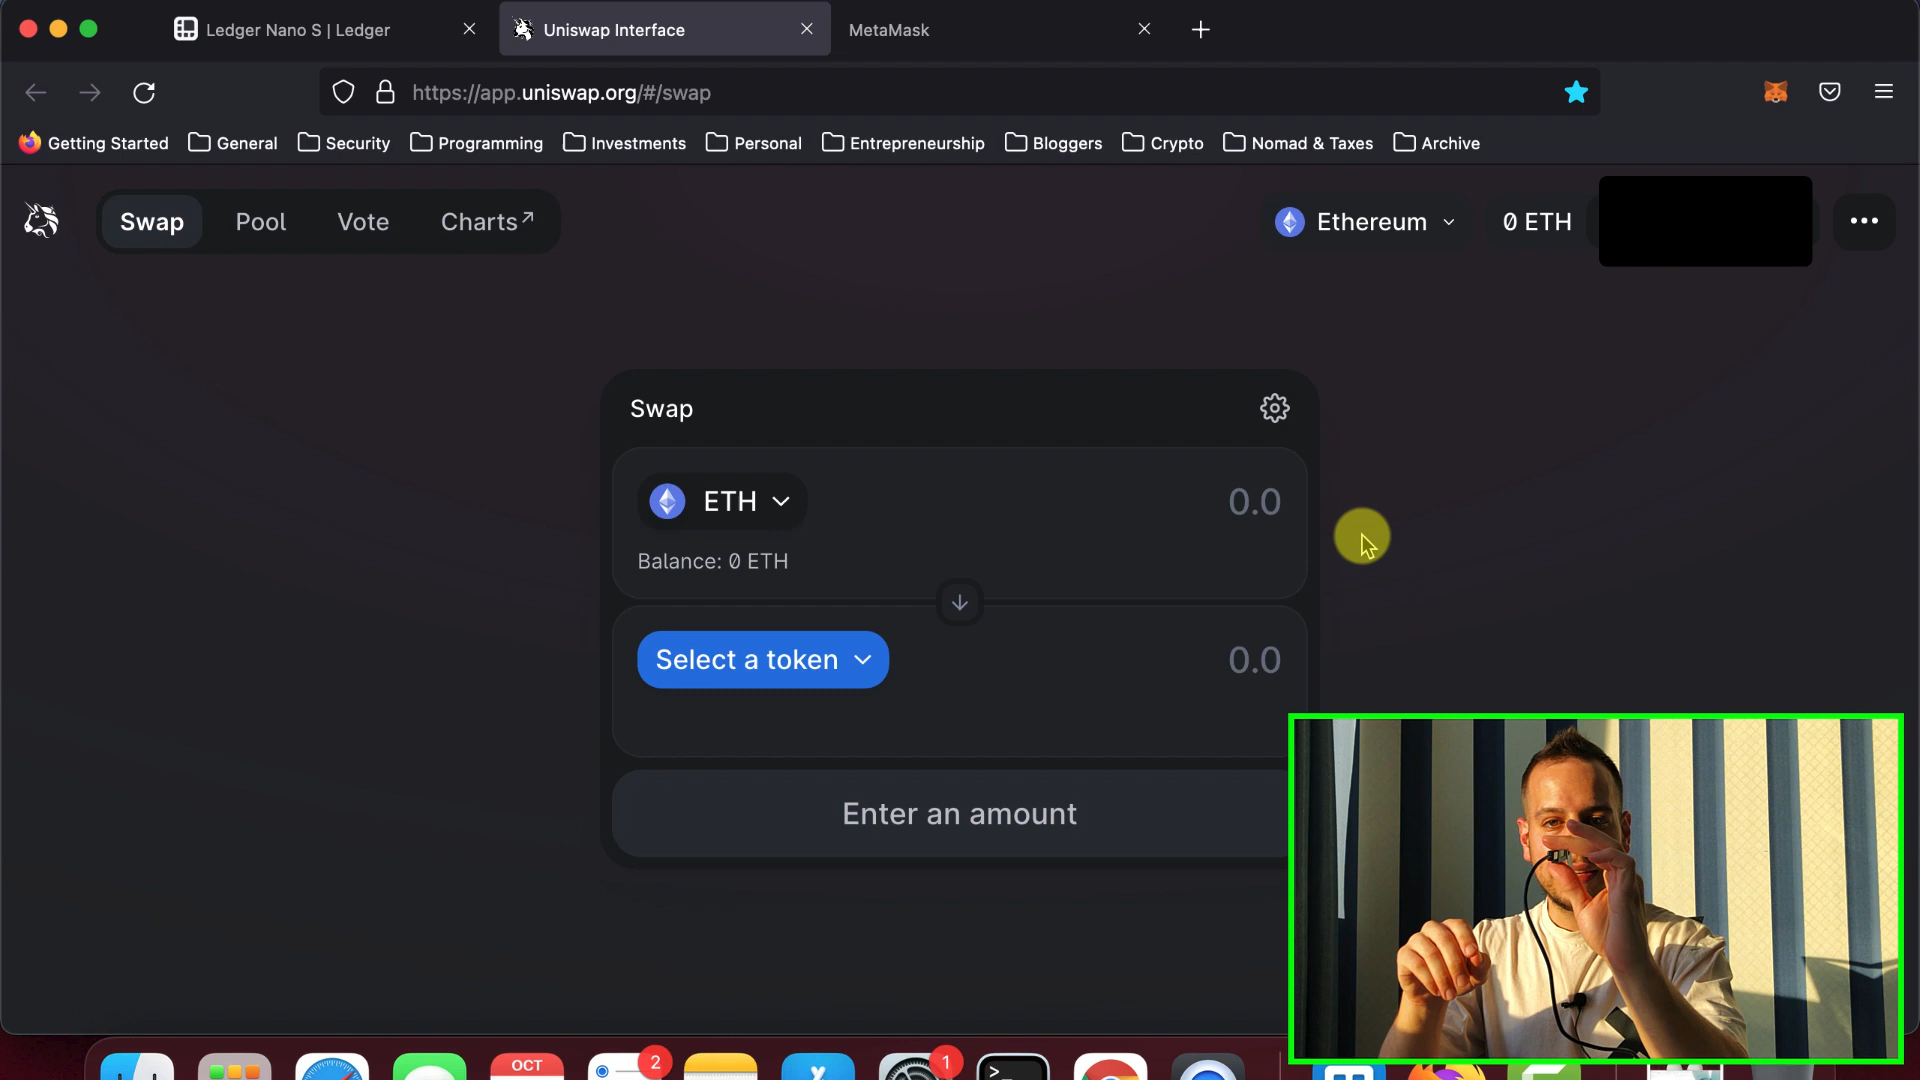 Ledger Nano S | Ledger
Uniswap Interface
MetaMask
https://app.uniswap.org/#/swap
Getting Started
General
Security
Programming
Investments
Personal
Entrepreneurship
Bloggers
Crypto
Nomad & Taxes
Archive
Swap
Pool
Vote
Charts↗
Ethereum
0 ETH
Swap
ETH
0.0
Balance: 0 ETH
Select a token
0.0
Enter an amount
OCT
2
1